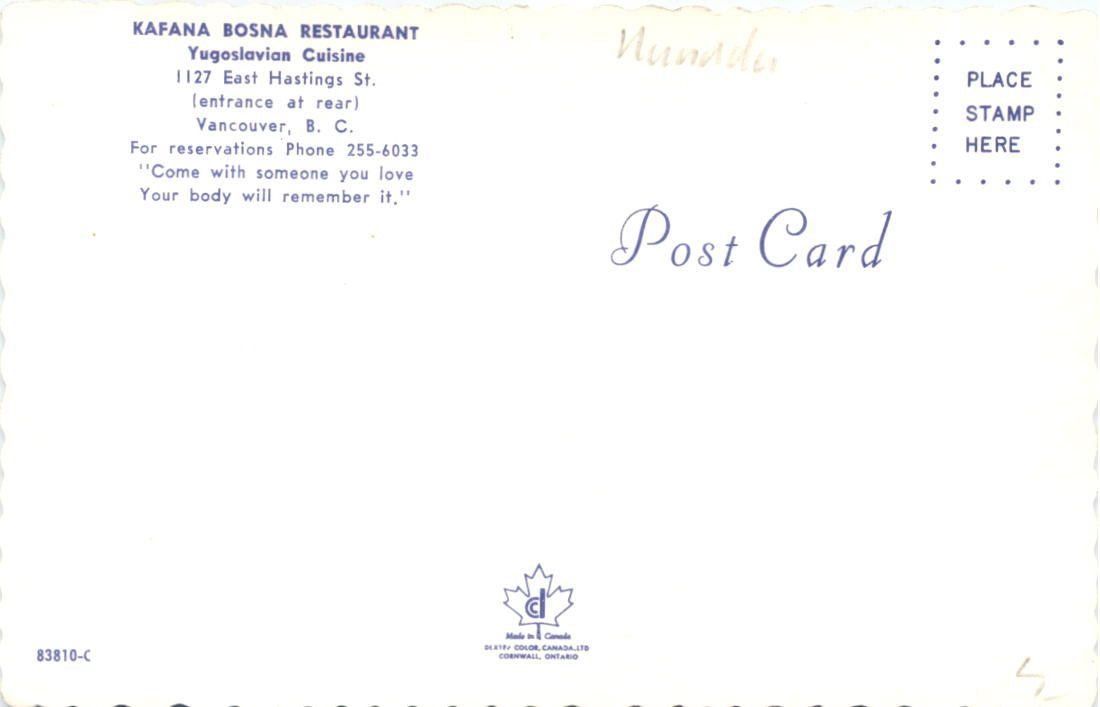 KAFANA BOSNA RESTAURANT
Yugoslavian Cuisine
1127 East Hastings St.
(entrance at rear)
Vancouver, B. C.
For reservations Phone 255-6033
"Come with someone you love
Your body will remember it."
PLACE
STAMP
HERE
Post Card
Made in Canada
DEXTER COLOR, CANADA, LTD
CORNWALL, ONTARIO
83810-C